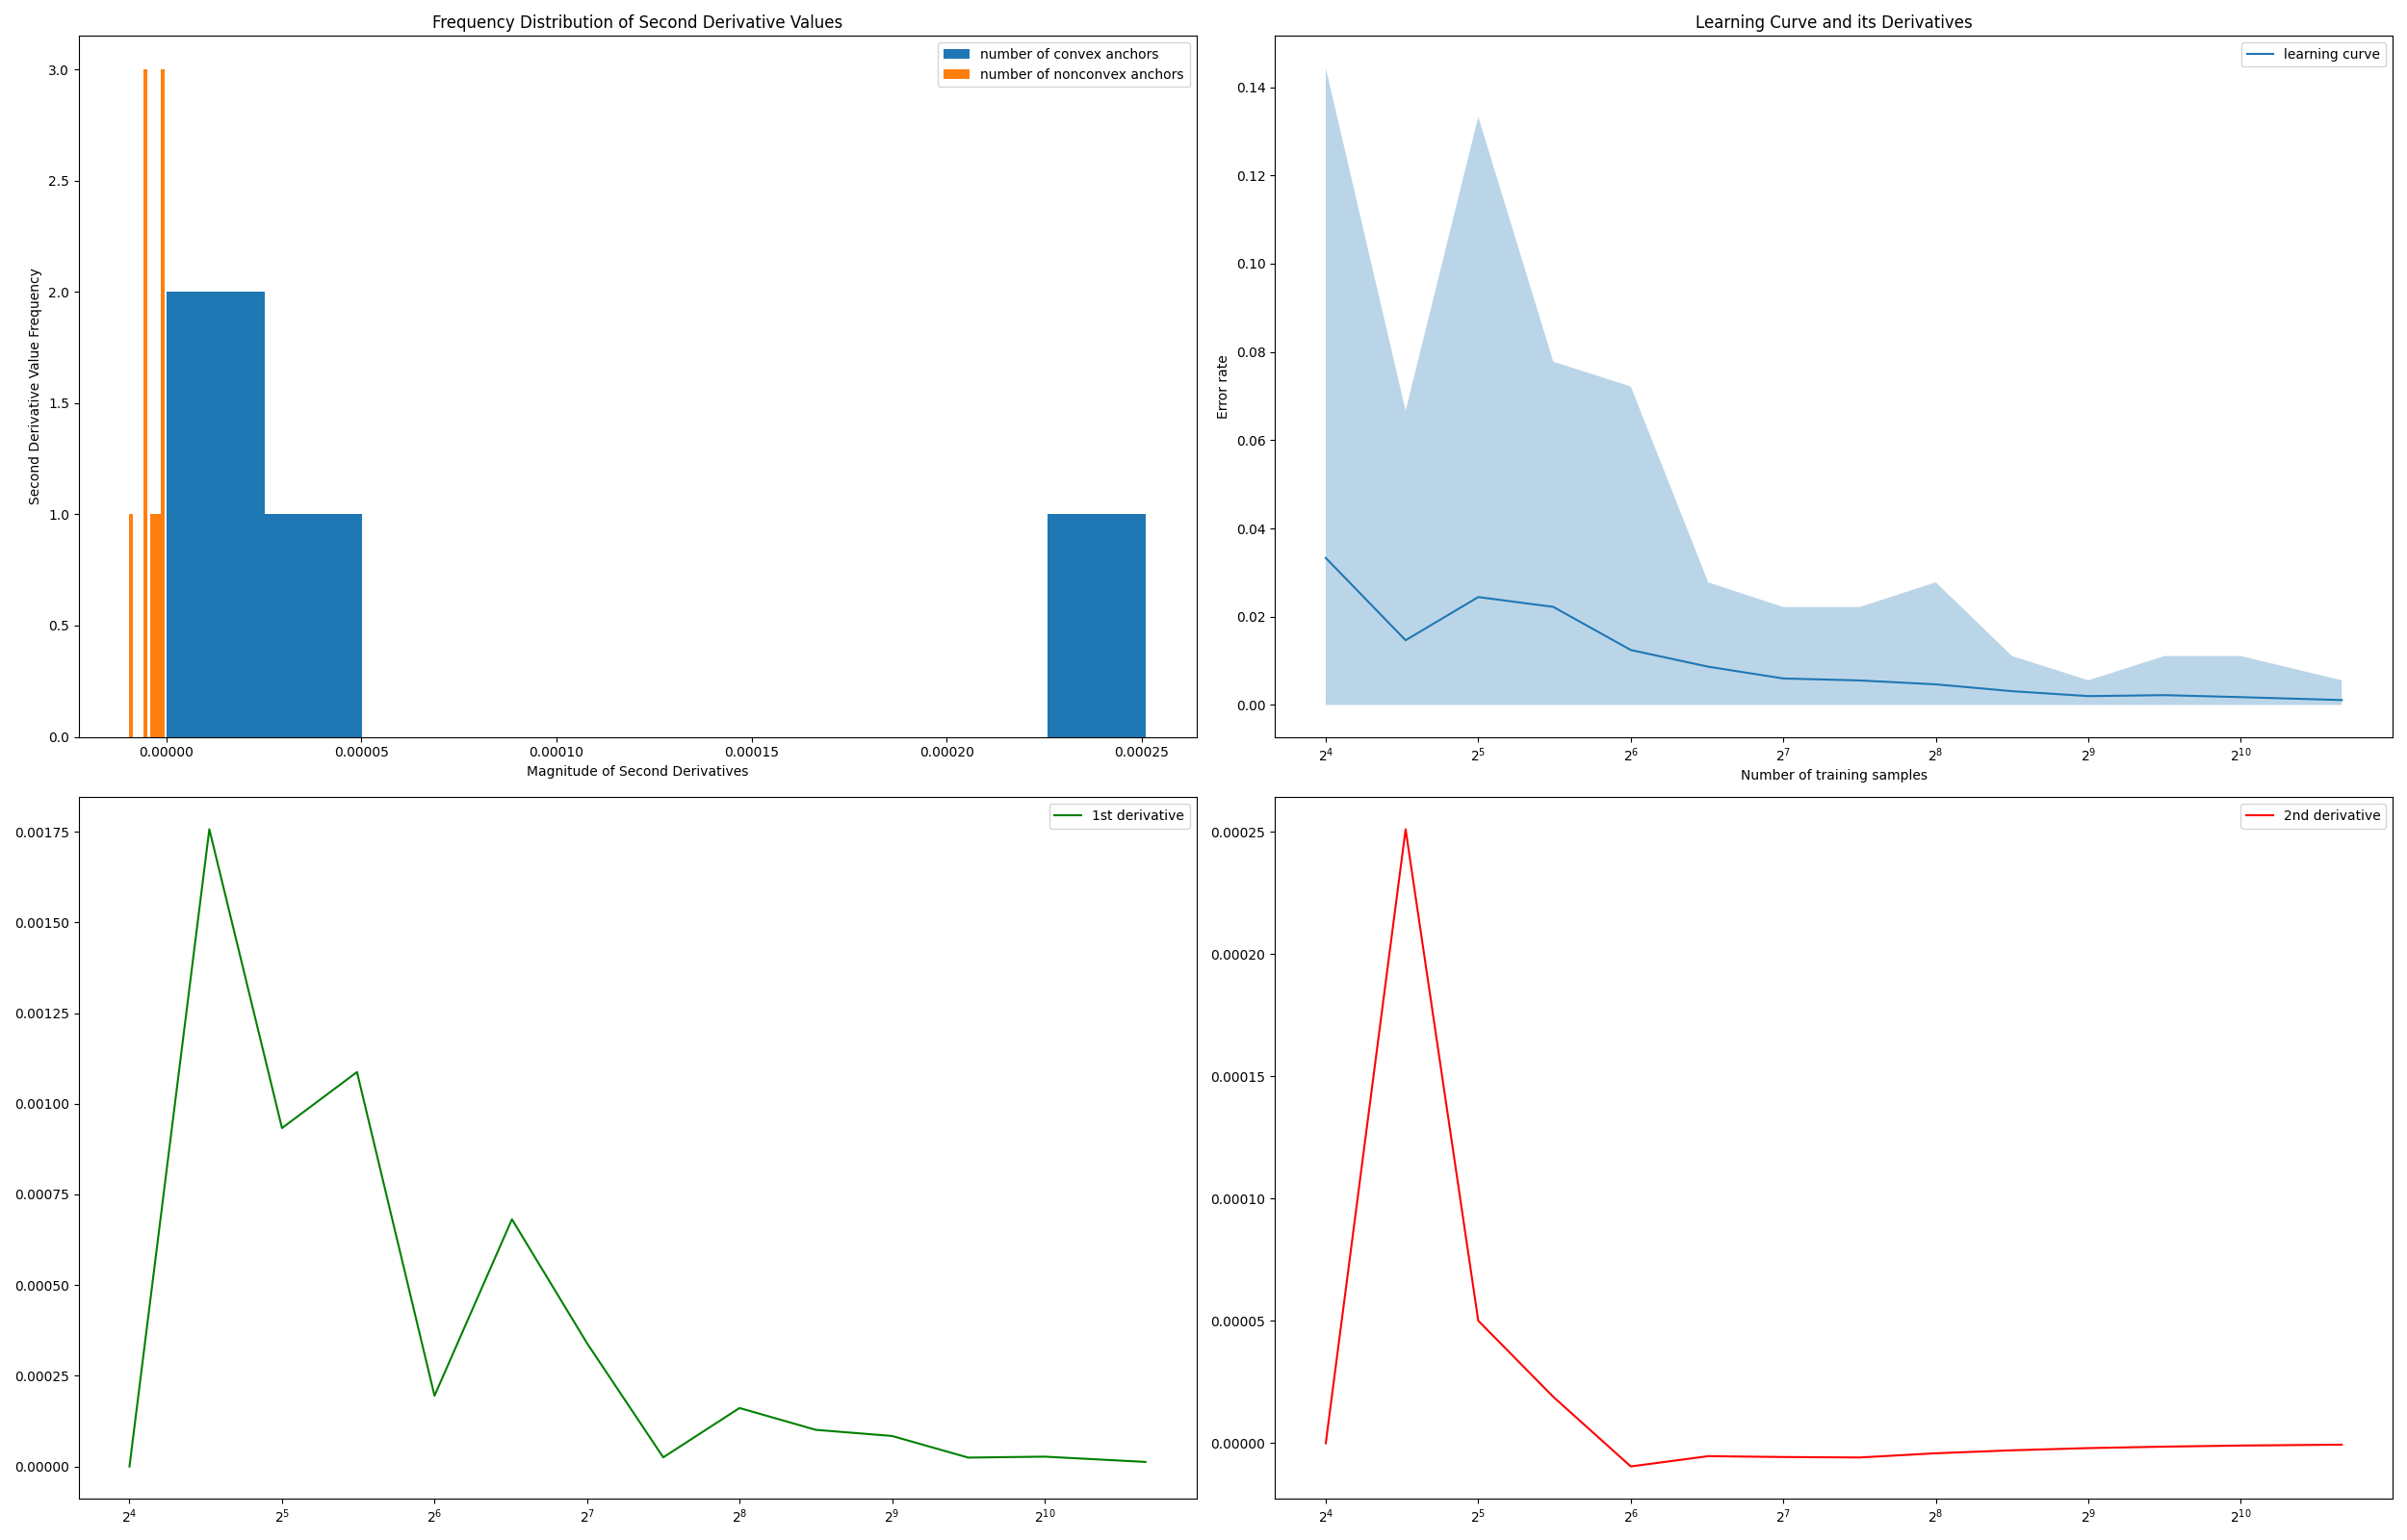 Frequency Distribution of Second Derivative Values
number of convex anchors
number of nonconvex anchors
3.0
2.5
2.0
1.5
1.0
0.5
0.0
Second Derivative Value Frequency
0.00000 0.00005 0.00010 0.00015 0.00020 0.00025
Magnitude of Second Derivatives
Learning Curve and its Derivatives
learning curve
0.14
0.12
0.10
0.08
0.06
0.04
0.02
0.00
Error rate
2⁴ 2⁵ 2⁶ 2⁷ 2⁸ 2⁹ 2¹⁰
Number of training samples
1st derivative
0.00175
0.00150
0.00125
0.00100
0.00075
0.00050
0.00025
0.00000
2⁴ 2⁵ 2⁶ 2⁷ 2⁸ 2⁹ 2¹⁰
2nd derivative
0.00025
0.00020
0.00015
0.00010
0.00005
0.00000
2⁴ 2⁵ 2⁶ 2⁷ 2⁸ 2⁹ 2¹⁰